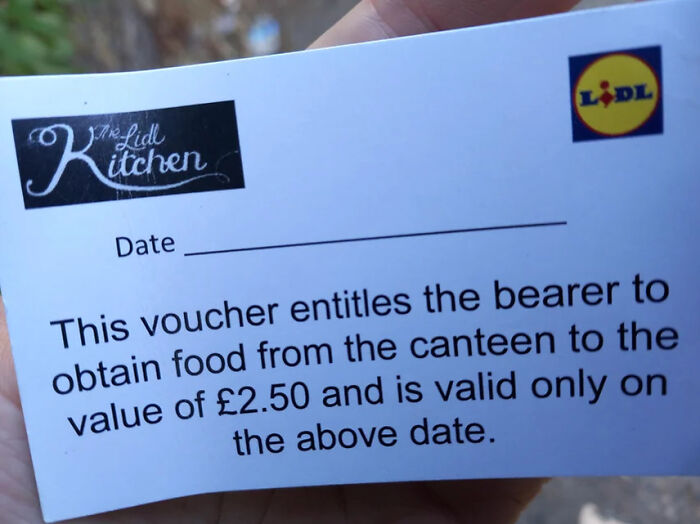 The Lidl
Kitchen
LIDL
Date
This voucher entitles the bearer to
obtain food from the canteen to the
value of £2.50 and is valid only on
the above date.